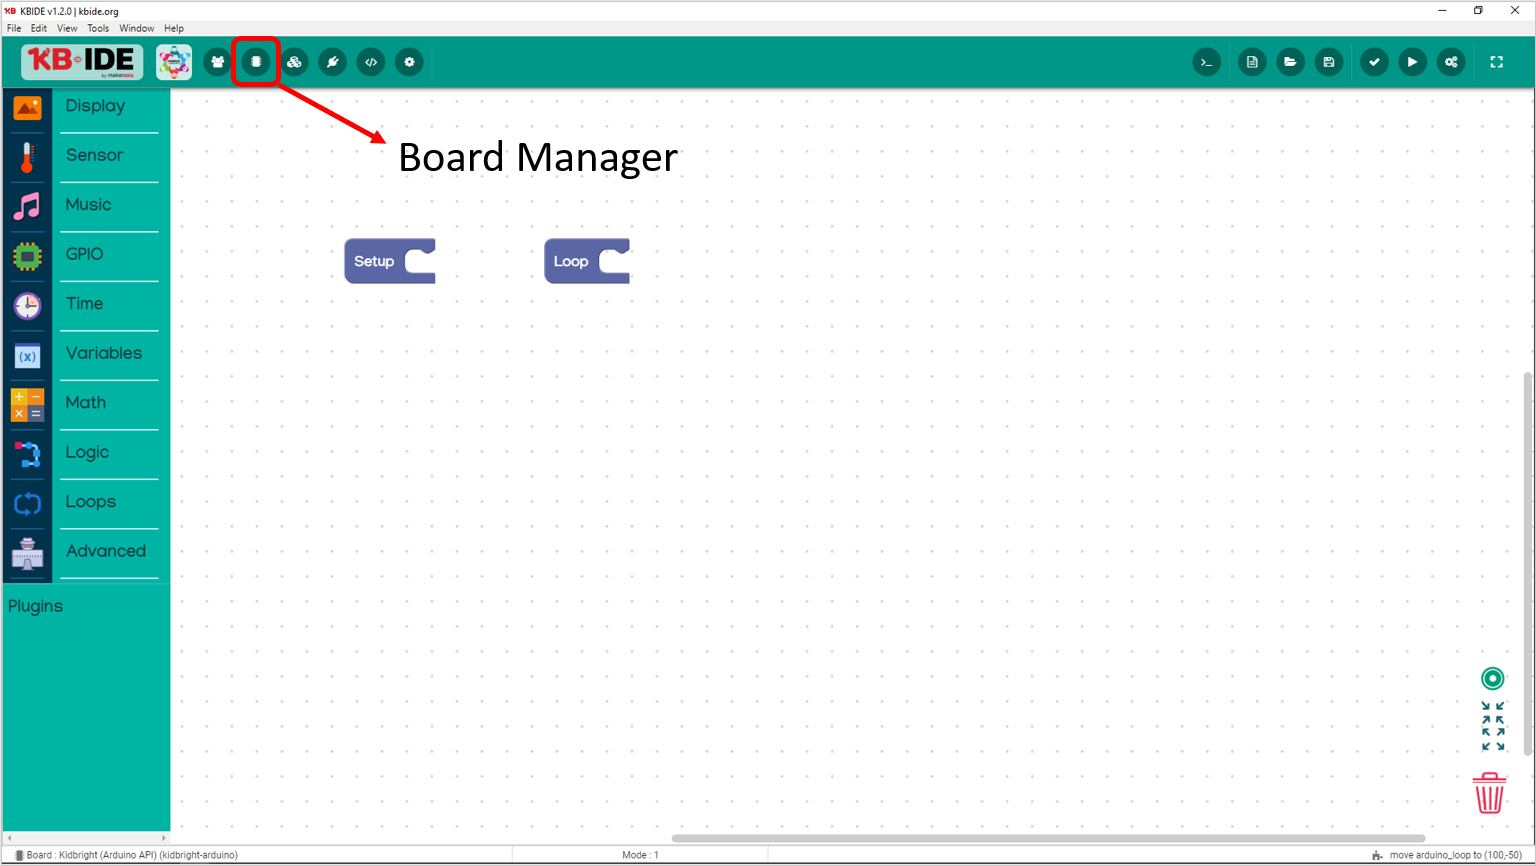 KB KBIDE v1.2.0 | kbide.org
File Edit View Tools Window Help
KB IDE
by makerasia
>_ 
Board Manager
Display
Sensor
Music
GPIO
Time
(x) Variables
Math
Logic
Loops
Advanced
Setup
Loop
Plugins
Board : Kidbright (Arduino API) (kidbright-arduino)
Mode : 1
move arduino_loop to (100,-50)